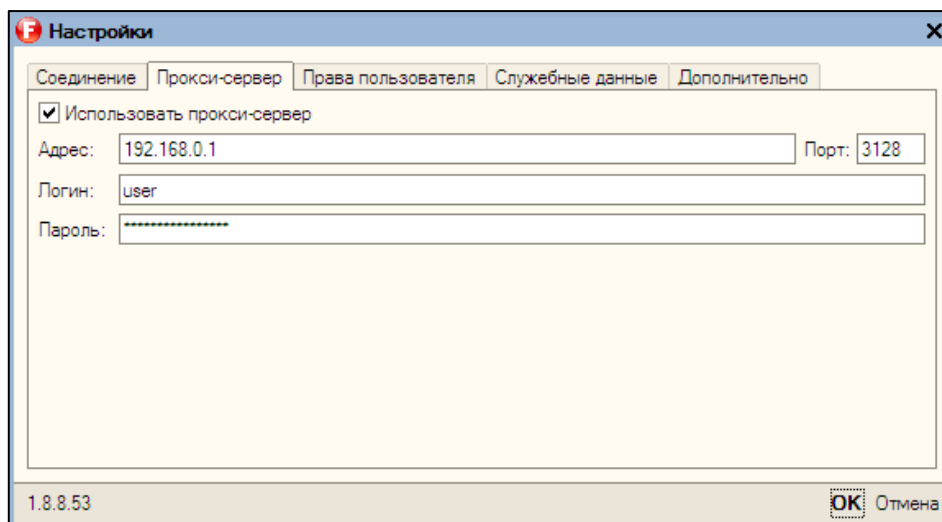 F Настройки
Соединение Прокси-сервер Права пользователя Служебные данные Дополнительно
Использовать прокси-сервер
Адрес: 192.168.0.1 Порт: 3128
Логин: user
Пароль: ****************
1.8.8.53 OK Отмена